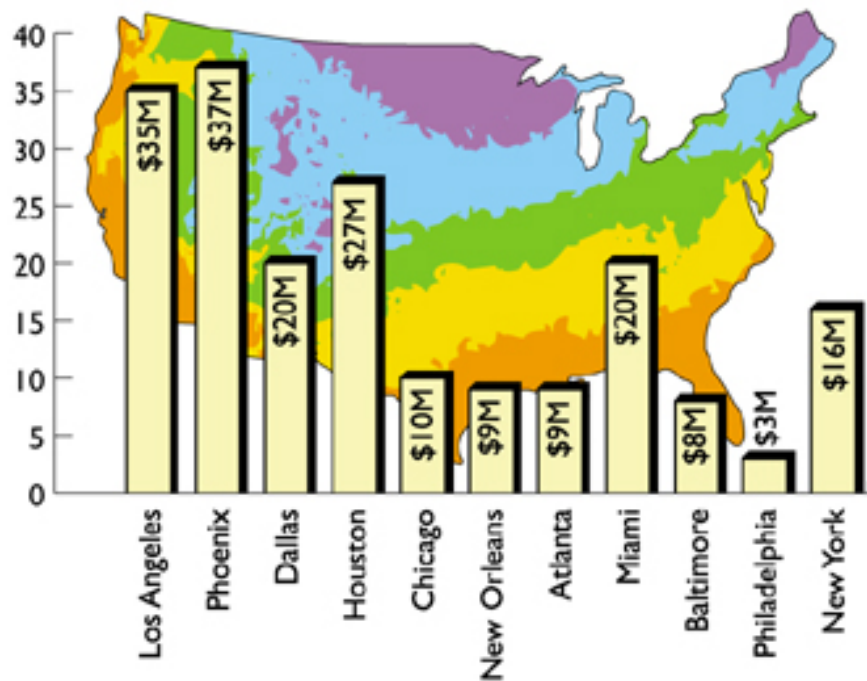 40
35
30
25
20
15
10
5
0
$35M
$37M
$20M
$27M
$10M
$9M
$9M
$20M
$8M
$3M
$16M
Los Angeles
Phoenix
Dallas
Houston
Chicago
New Orleans
Atlanta
Miami
Baltimore
Philadelphia
New York